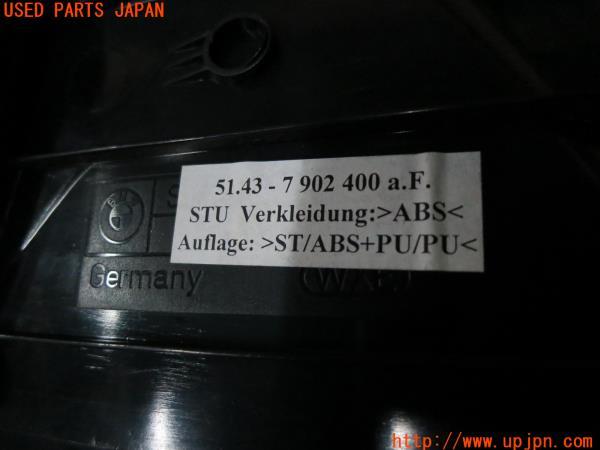 USED PARTS JAPAN
51.43 - 7 902 400 a.F.
STU Verkleidung:>ABS<
Auflage: >ST/ABS+PU/PU<
Germany
http://www.upjpn.com/